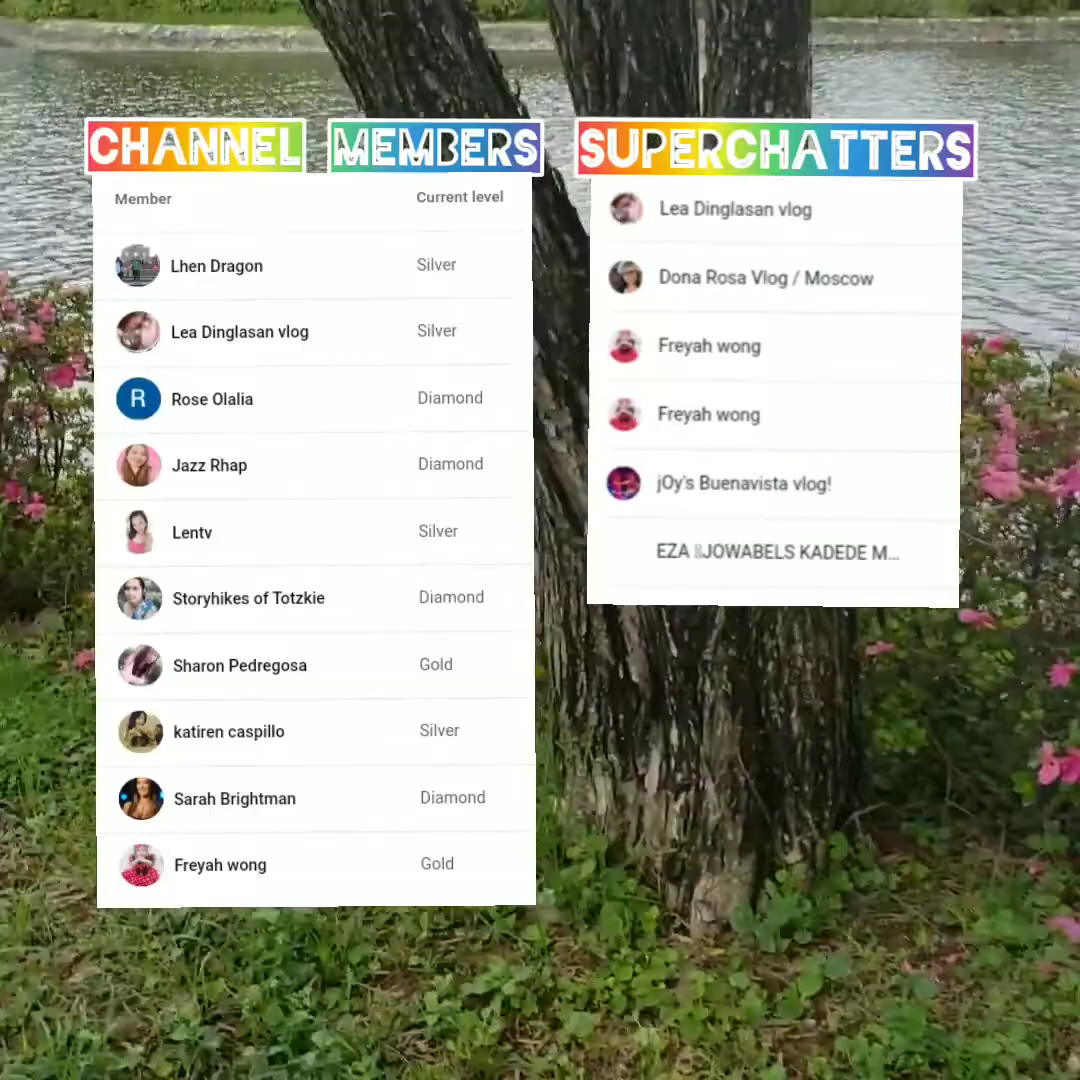 CHANNEL MEMBERS
Member Current level
Lhen Dragon Silver
Lea Dinglasan vlog Silver
R Rose Olalia Diamond
Jazz Rhap Diamond
Lentv Silver
Storyhikes of Totzkie Diamond
Sharon Pedregosa Gold
katiren caspillo Silver
Sarah Brightman Diamond
Freyah wong Gold
SUPERCHATTERS
Lea Dinglasan vlog
Dona Rosa Vlog / Moscow
Freyah wong
Freyah wong
jOy's Buenavista vlog!
EZA JOWABELS KADEDE M...